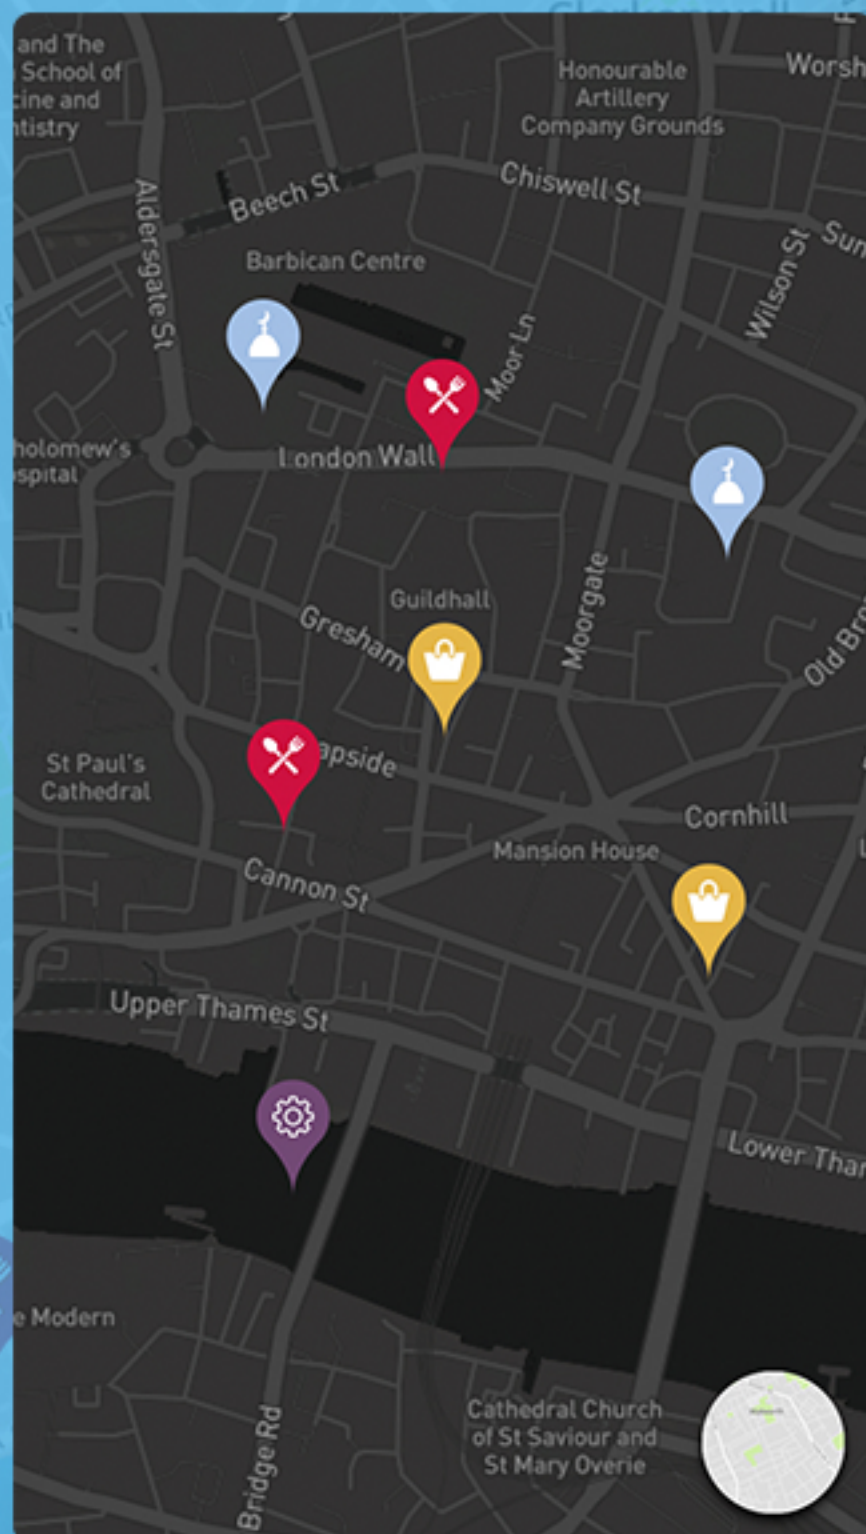 and The
School of
cine and
ntistry
Honourable
Artillery
Company Grounds
Worsh
Chiswell St
Beech St
Aldersgate St
Wilson St
Sun
Barbican Centre
Moor Ln
holomew's
ospital
London Wall
Moorgate
Guildhall
Gresham
Old Bro
apside
St Paul's
Cathedral
Cornhill
Mansion House
Cannon St
Upper Thames St
Lower Thar
e Modern
Cathedral Church
of St Saviour and
St Mary Overie
Bridge Rd